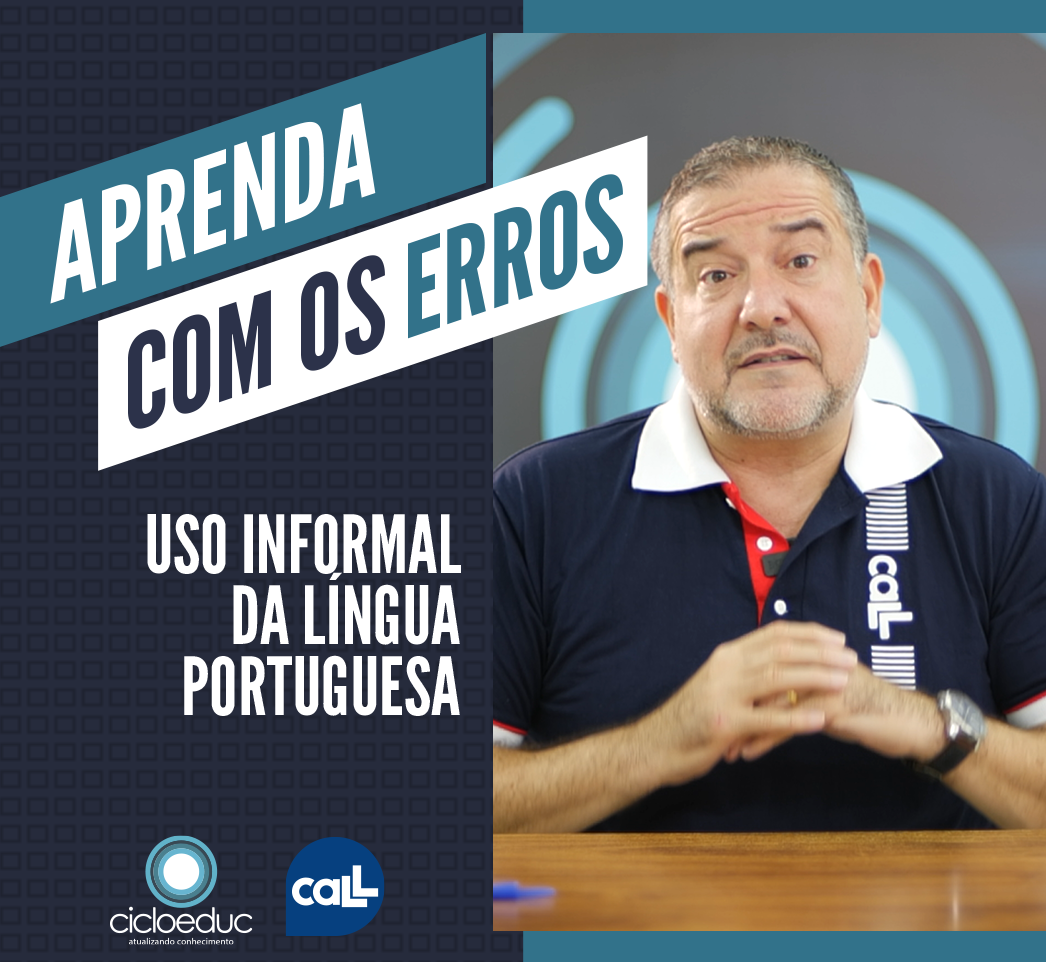 APRENDA
COM OS ERROS
USO INFORMAL
DA LÍNGUA
PORTUGUESA
caLL
cicloeduc
atualizando conhecimento
caLL